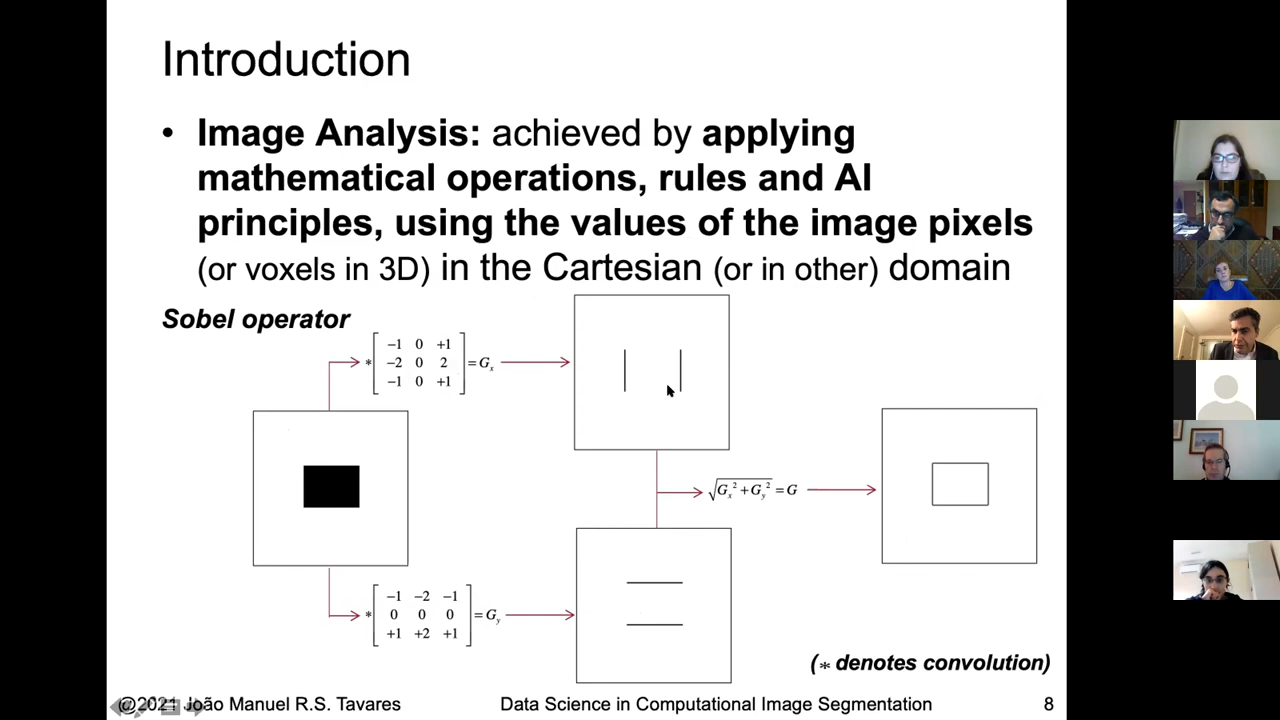 Introduction
• Image Analysis: achieved by applying
mathematical operations, rules and AI
principles, using the values of the image pixels
(or voxels in 3D) in the Cartesian (or in other) domain
Sobel operator
* [ −1 0 +1
−2 0 2
−1 0 +1 ] = Gx
√Gx² + Gy² = G
* [ −1 −2 −1
0 0 0
+1 +2 +1 ] = Gy
(* denotes convolution)
©2021 João Manuel R.S. Tavares
Data Science in Computational Image Segmentation
8